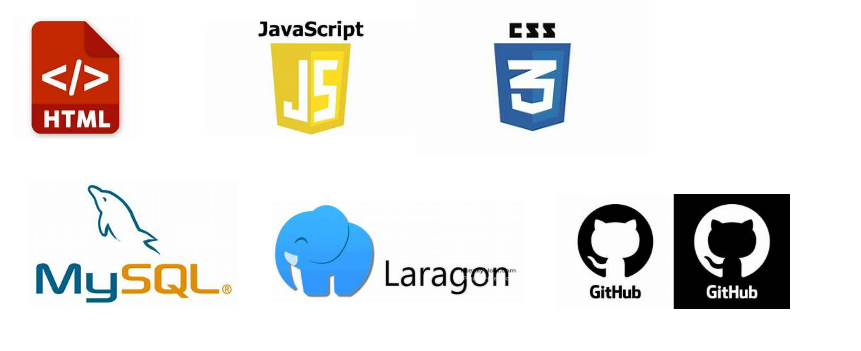 </>
HTML
JavaScript
JS
CSS
3
MySQL®
Laragon
GitHub
GitHub